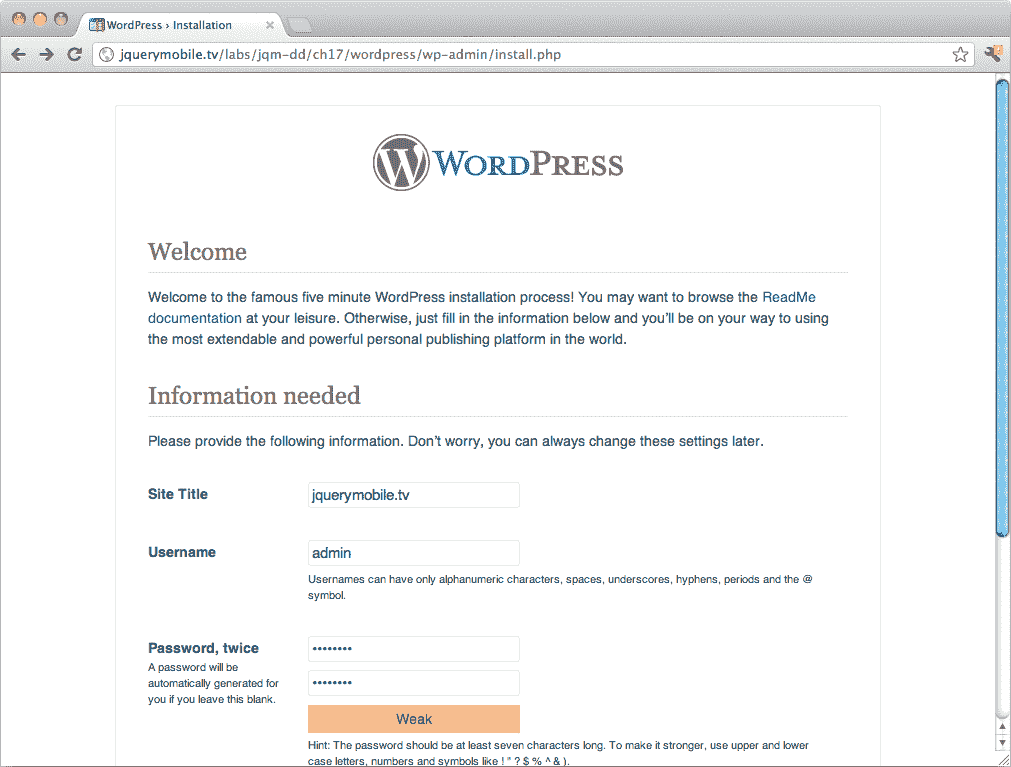 WordPress › Installation
jquerymobile.tv/labs/jqm-dd/ch17/wordpress/wp-admin/install.php
WORDPRESS
Welcome
Welcome to the famous five minute WordPress installation process! You may want to browse the ReadMe
documentation at your leisure. Otherwise, just fill in the information below and you’ll be on your way to using
the most extendable and powerful personal publishing platform in the world.
Information needed
Please provide the following information. Don’t worry, you can always change these settings later.
Site Title
jquerymobile.tv
Username
admin
Usernames can have only alphanumeric characters, spaces, underscores, hyphens, periods and the @
symbol.
Password, twice
A password will be
automatically generated for
you if you leave this blank.
••••••••
••••••••
Weak
Hint: The password should be at least seven characters long. To make it stronger, use upper and lower
case letters, numbers and symbols like ! " ? $ % ^ & ).